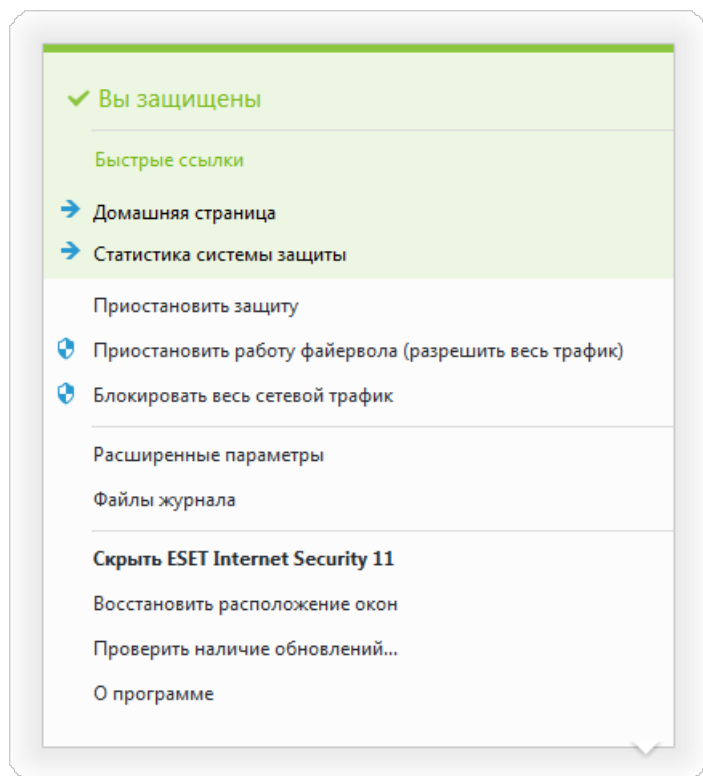 Вы защищены
Быстрые ссылки
Домашняя страница
Статистика системы защиты
Приостановить защиту
Приостановить работу файервола (разрешить весь трафик)
Блокировать весь сетевой трафик
Расширенные параметры
Файлы журнала
Скрыть ESET Internet Security 11
Восстановить расположение окон
Проверить наличие обновлений...
О программе